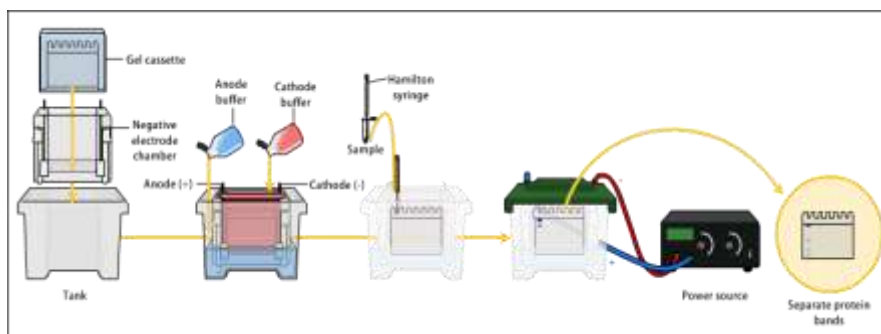 Gel cassette
Anode
buffer
Cathode
buffer
Hamilton
syringe
Negative
electrode
chamber
Sample
Anode (+)
Cathode (-)
-
+
Tank
Power source
Separate protein
bands